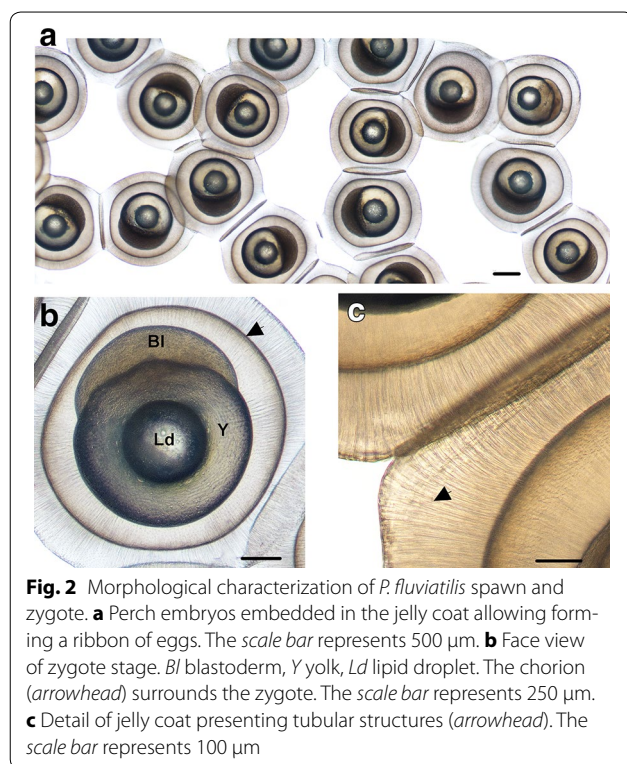 a
b
c
Bl
Y
Ld
Fig. 2 Morphological characterization of P. fluviatilis spawn and
zygote. a Perch embryos embedded in the jelly coat allowing form-
ing a ribbon of eggs. The scale bar represents 500 µm. b Face view
of zygote stage. Bl blastoderm, Y yolk, Ld lipid droplet. The chorion
(arrowhead) surrounds the zygote. The scale bar represents 250 µm.
c Detail of jelly coat presenting tubular structures (arrowhead). The
scale bar represents 100 µm